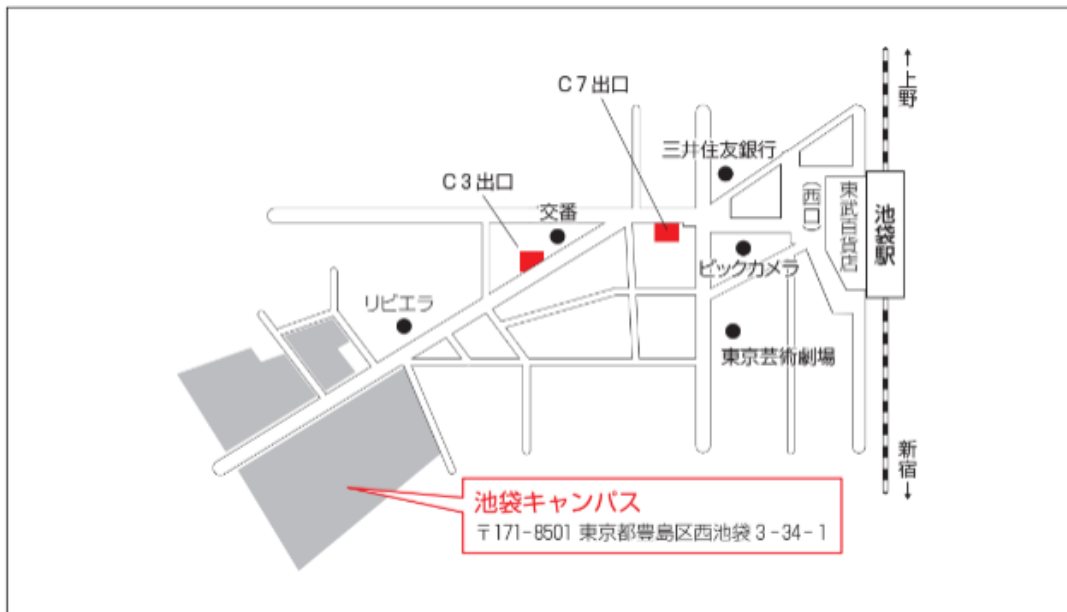 ↑上野
C7出口
三井住友銀行
C3出口
交番
(西口)
東武百貨店
池袋駅
ビックカメラ
リビエラ
東京芸術劇場
新宿↓
池袋キャンパス
〒171-8501 東京都豊島区西池袋3-34-1